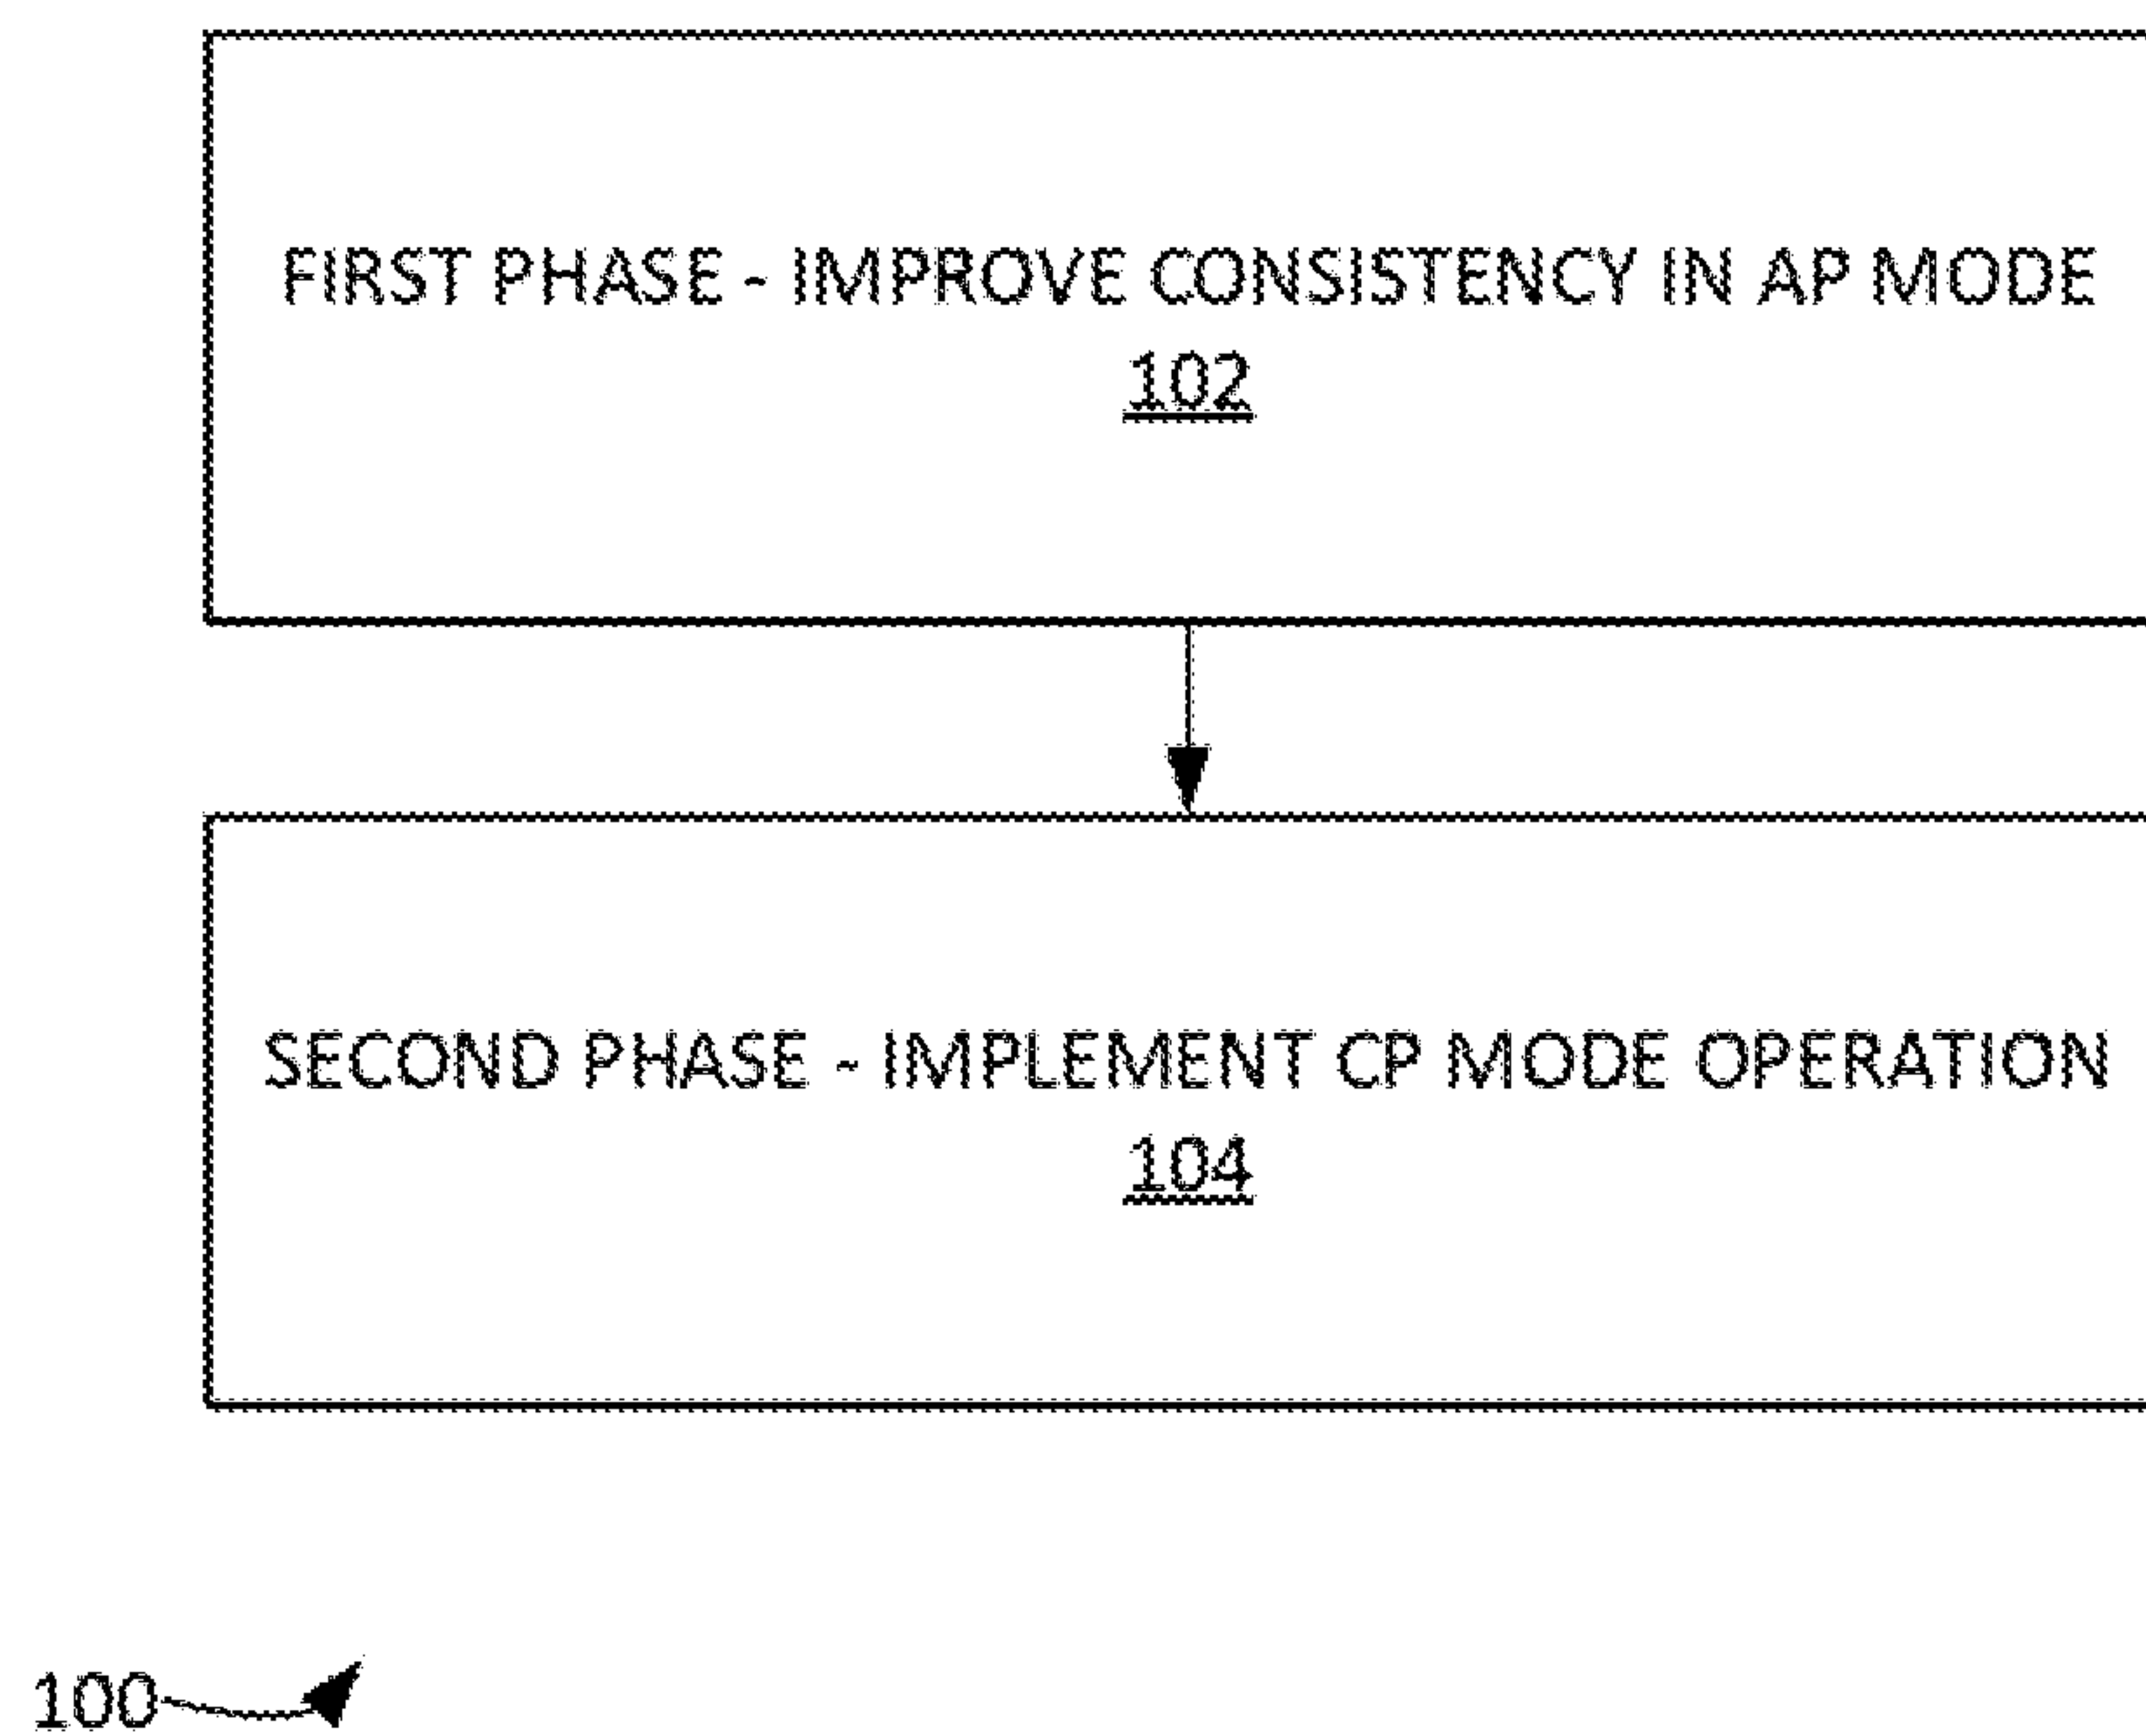 FIRST PHASE - IMPROVE CONSISTENCY IN AP MODE
102
SECOND PHASE - IMPLEMENT CP MODE OPERATION
104
100